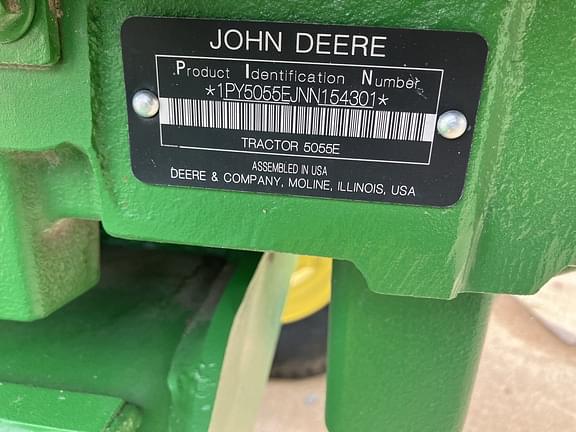 JOHN DEERE
Product Identification Number
*1PY5055EJNN154301*
TRACTOR 5055E
ASSEMBLED IN USA
DEERE & COMPANY, MOLINE, ILLINOIS, USA